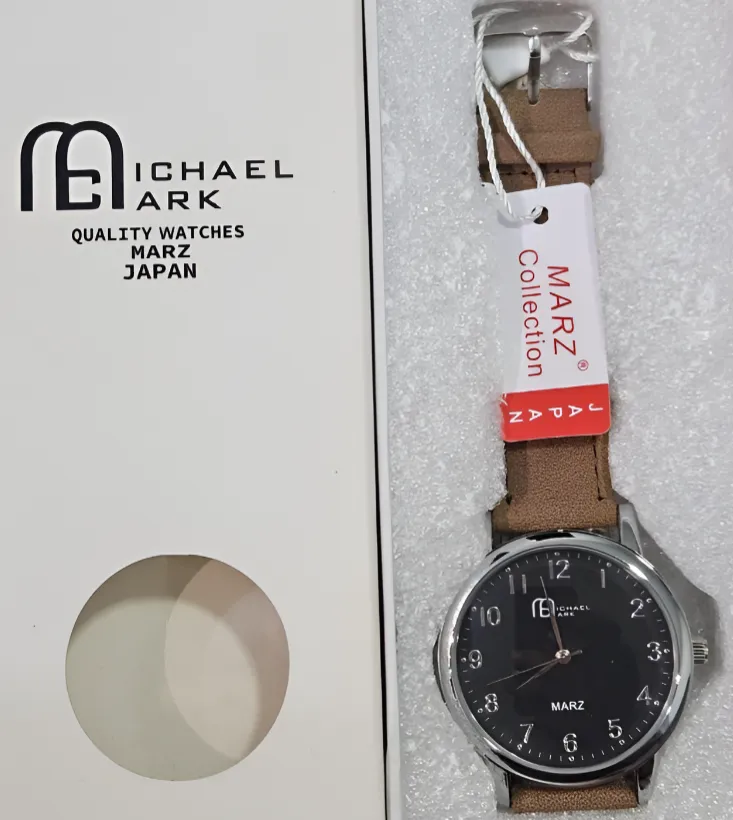 MICHAEL
MARK
QUALITY WATCHES
MARZ
JAPAN
MARZ®
Collection
JAPAN
12
1
2
3
4
5
6
7
8
9
10
11
MICHAEL
MARK
MARZ